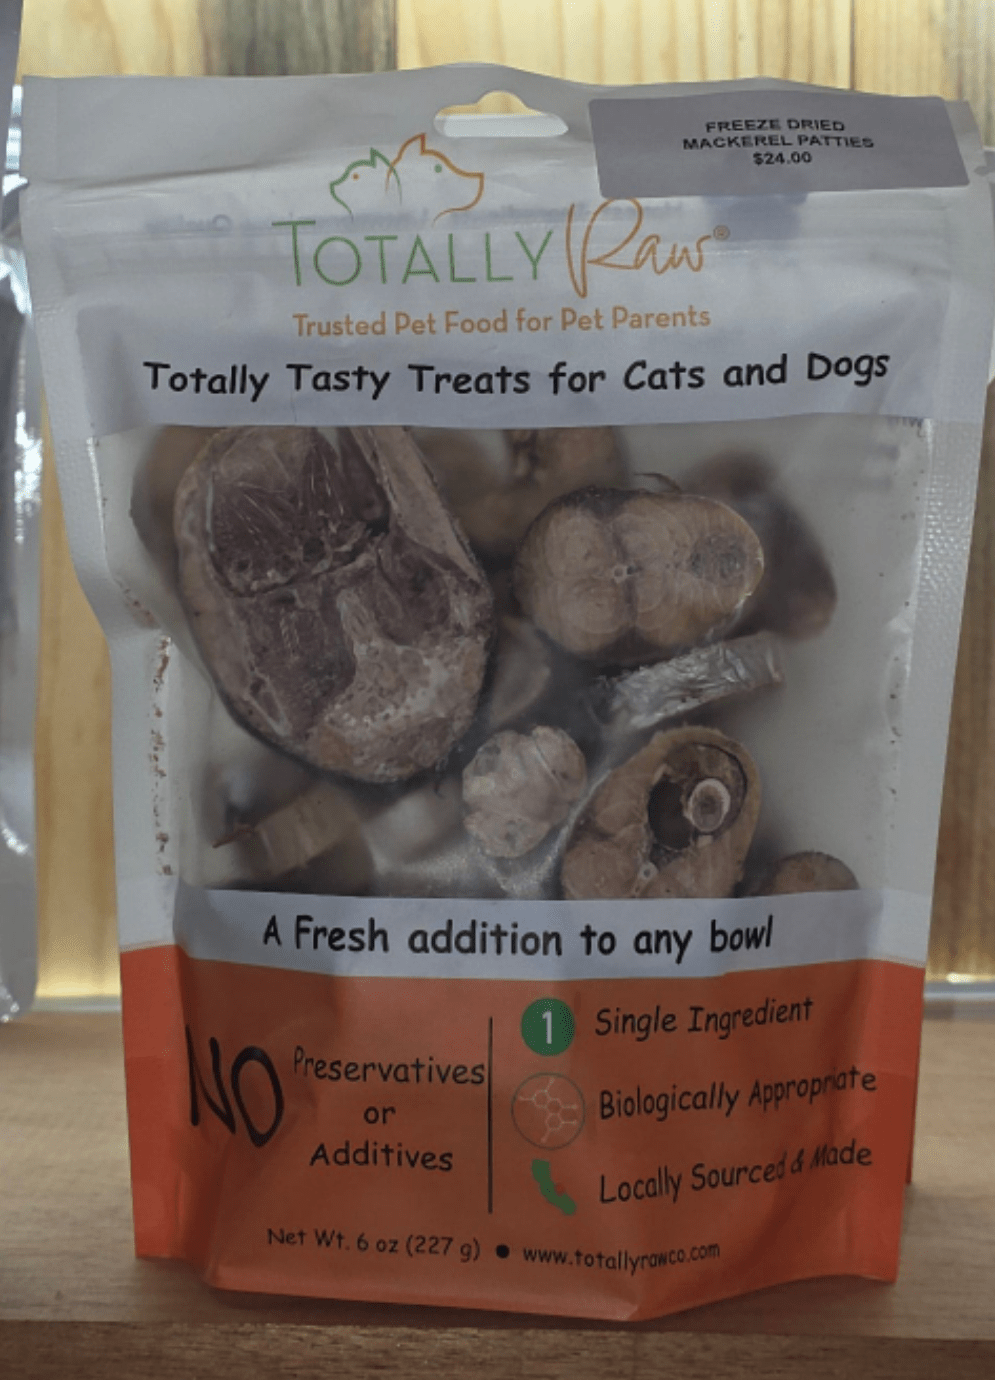 FREEZE DRIED
MACKEREL PATTIES
$24.00
TOTALLY Raw®
Trusted Pet Food for Pet Parents
Totally Tasty Treats for Cats and Dogs
A Fresh addition to any bowl
NO Preservatives
or
Additives
1 Single Ingredient
Biologically Appropriate
Locally Sourced & Made
Net Wt. 6 oz (227 g) ● www.totallyrawco.com